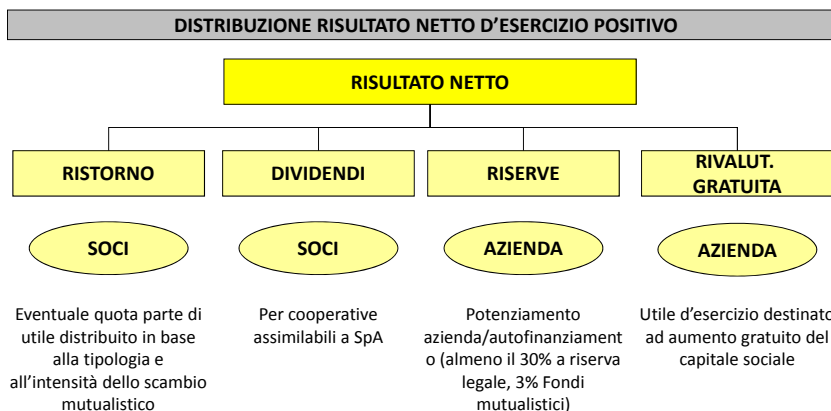 DISTRIBUZIONE RISULTATO NETTO D'ESERCIZIO POSITIVO
RISULTATO NETTO
RISTORNO
DIVIDENDI
RISERVE
RIVALUT.
GRATUITA
SOCI
SOCI
AZIENDA
AZIENDA
Eventuale quota parte di
utile distribuito in base
alla tipologia e
all'intensità dello scambio
mutualistico
Per cooperative
assimilabili a SpA
Potenziamento
azienda/autofinanziament
o (almeno il 30% a riserva
legale, 3% Fondi
mutualistici)
Utile d'esercizio destinato
ad aumento gratuito del
capitale sociale